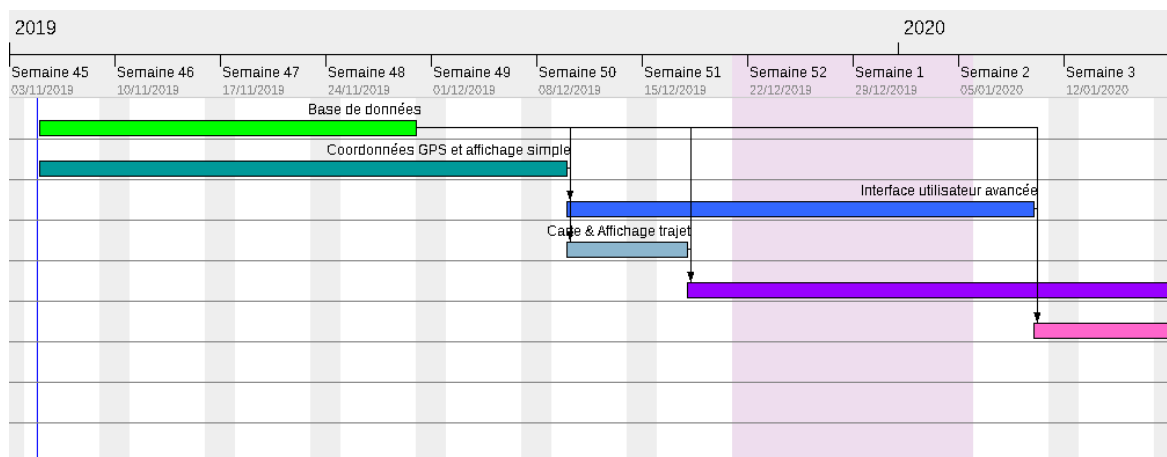 2019 2020
Semaine 45 Semaine 46 Semaine 47 Semaine 48 Semaine 49 Semaine 50 Semaine 51 Semaine 52 Semaine 1 Semaine 2 Semaine 3
03/11/2019 10/11/2019 17/11/2019 24/11/2019 01/12/2019 08/12/2019 15/12/2019 22/12/2019 29/12/2019 05/01/2020 12/01/2020
Base de données
Coordonnées GPS et affichage simple
Interface utilisateur avancée
Carte & Affichage trajet